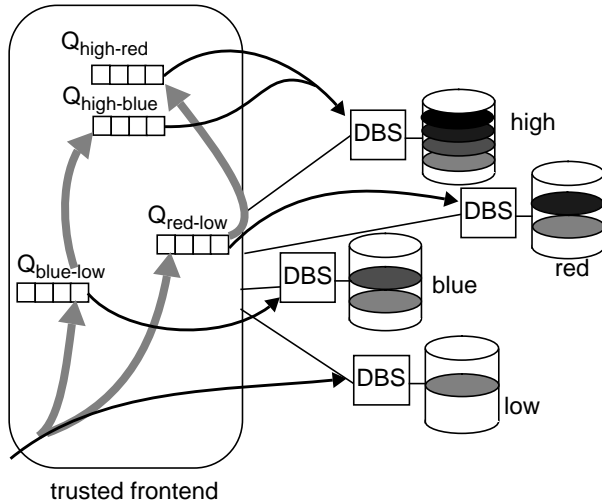 Qhigh-red
Qhigh-blue
DBS
high
Qred-low
DBS
red
Qblue-low
DBS
blue
DBS
low
trusted frontend